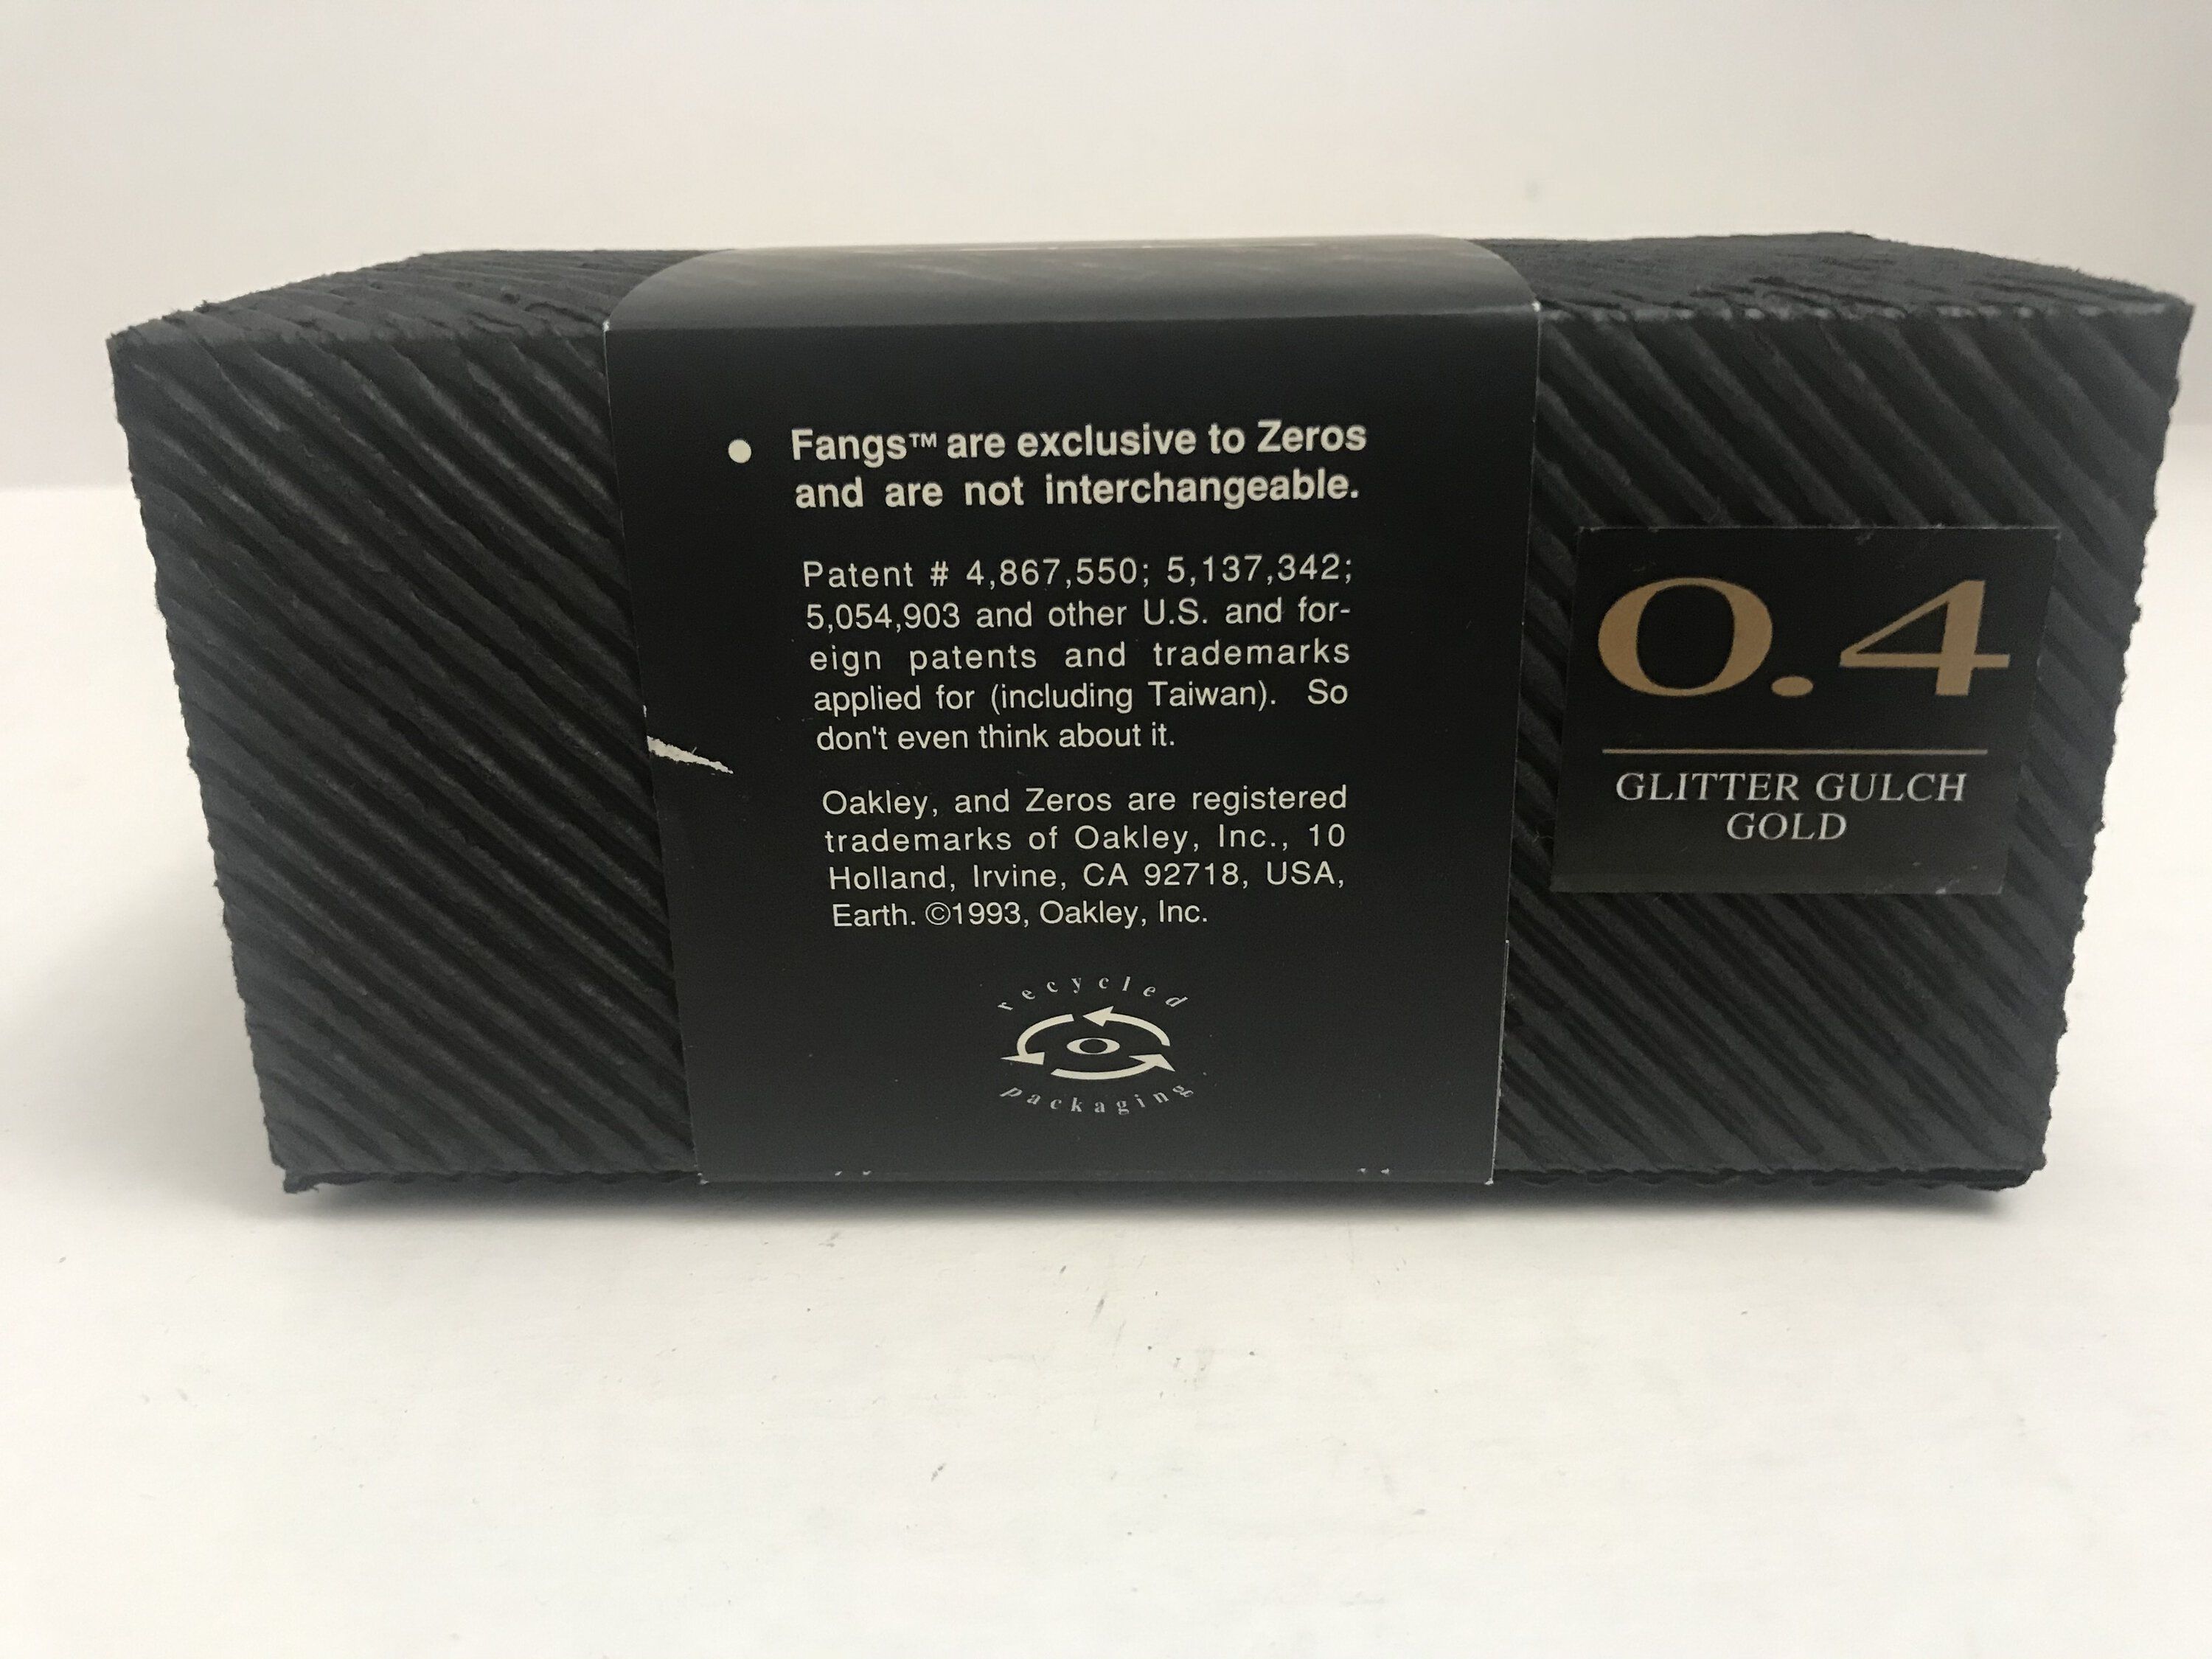 • Fangs™ are exclusive to Zeros
and are not interchangeable.
Patent # 4,867,550; 5,137,342;
5,054,903 and other U.S. and for-
eign patents and trademarks
applied for (including Taiwan). So
don't even think about it.
Oakley, and Zeros are registered
trademarks of Oakley, Inc., 10
Holland, Irvine, CA 92718, USA,
Earth. ©1993, Oakley, Inc.
recycled
packaging
0.4
GLITTER GULCH
GOLD